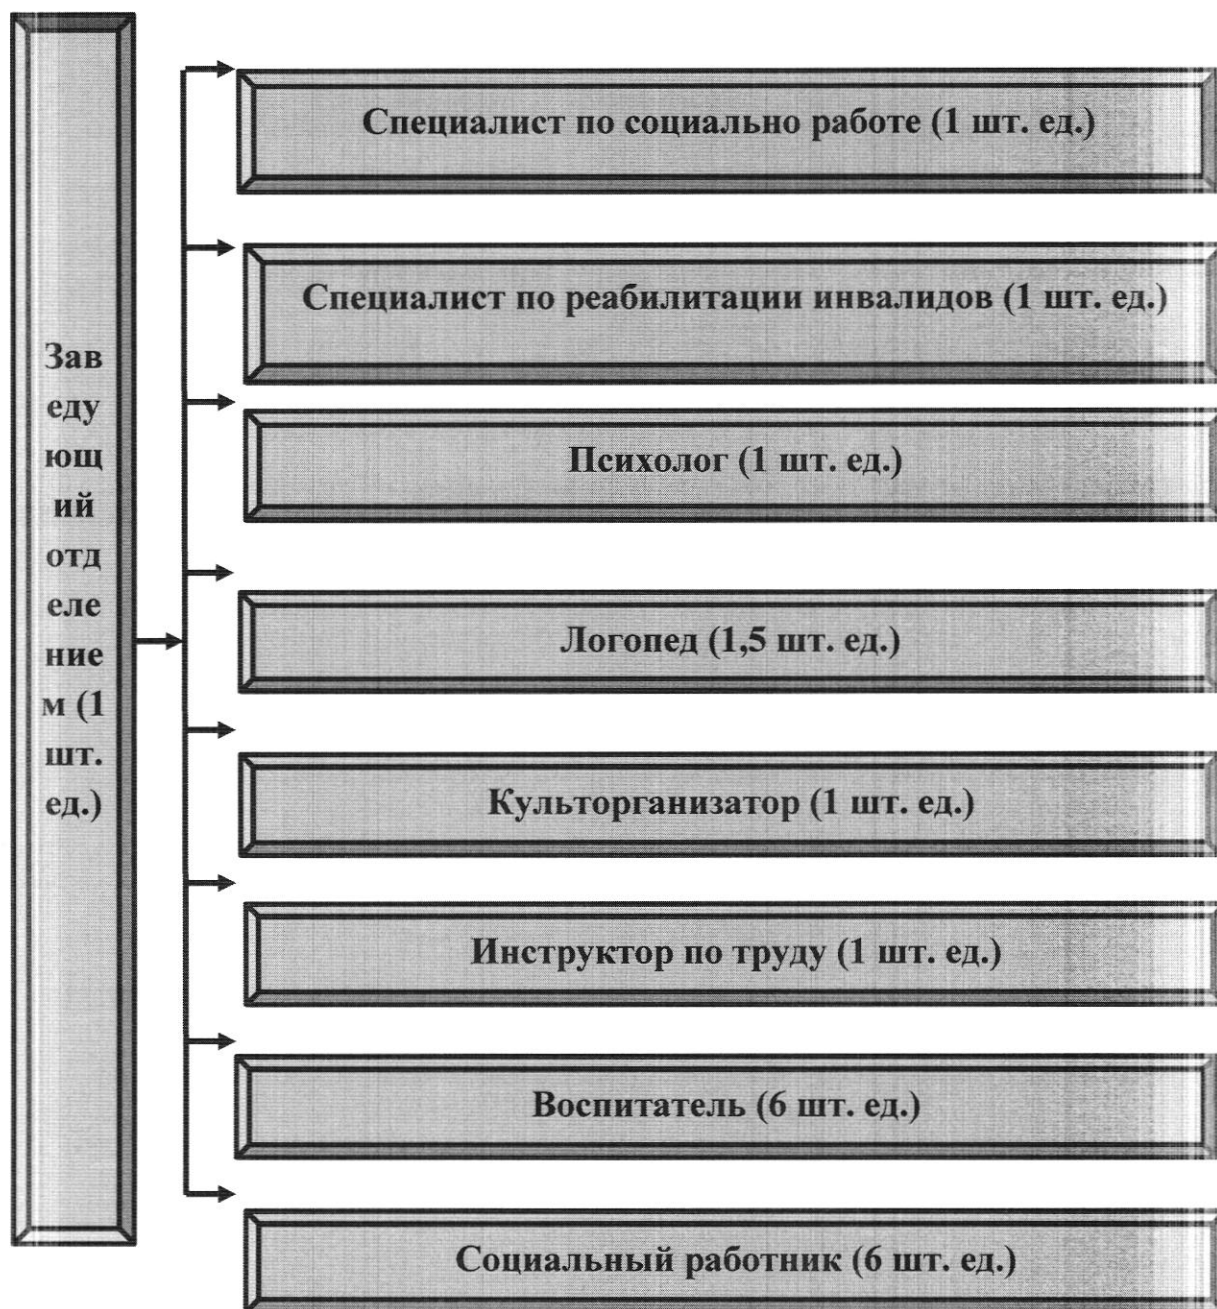 Зав
еду
ющ
ий
отд
еле
ние
м (1
шт.
ед.)
Специалист по социально работе (1 шт. ед.)
Специалист по реабилитации инвалидов (1 шт. ед.)
Психолог (1 шт. ед.)
Логопед (1,5 шт. ед.)
Культорганизатор (1 шт. ед.)
Инструктор по труду (1 шт. ед.)
Воспитатель (6 шт. ед.)
Социальный работник (6 шт. ед.)